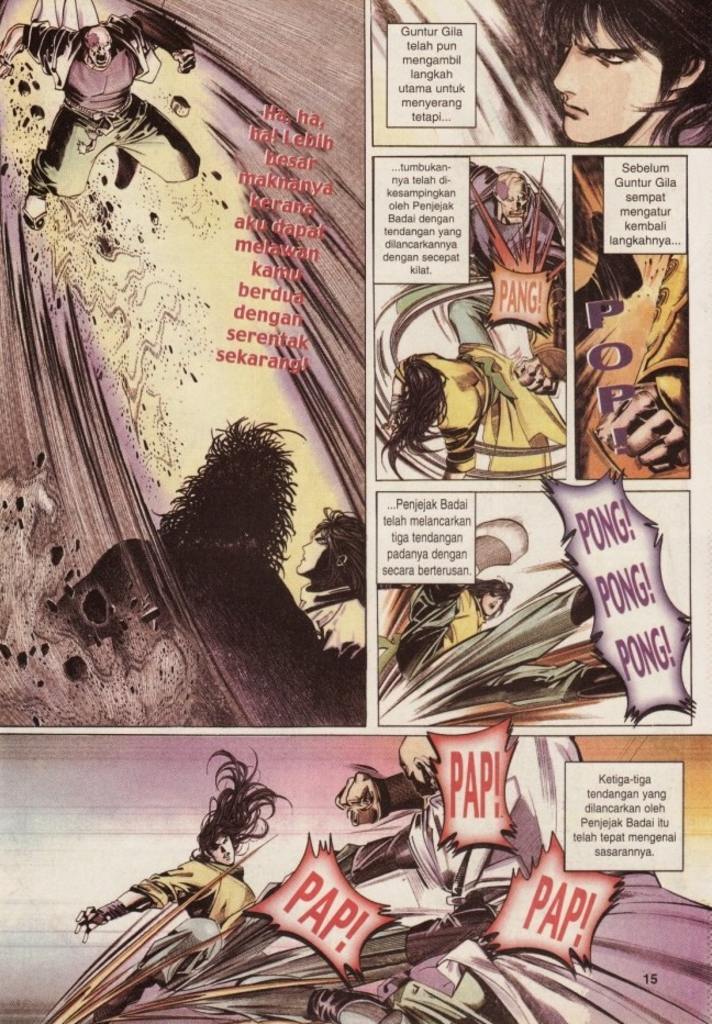 Ha, ha,
ha! Lebih
besar
maknanya
kerana
aku dapat
melawan
kamu
berdua
dengan
serentak
sekarang!
Guntur Gila
telah pun
mengambil
langkah
utama untuk
menyerang
tetapi...
...tumbukan-
nya telah di-
kesampingkan
oleh Penjejak
Badai dengan
tendangan yang
dilancarkannya
dengan secepat
kilat.
PANG!
Sebelum
Guntur Gila
sempat
mengatur
kembali
langkahnya...
POP!
...Penjejak Badai
telah melancarkan
tiga tendangan
padanya dengan
secara berterusan.
PONG!
PONG!
PONG!
PAP!
PAP!
PAP!
Ketiga-tiga
tendangan yang
dilancarkan oleh
Penjejak Badai itu
telah tepat mengenai
sasarannya.
15